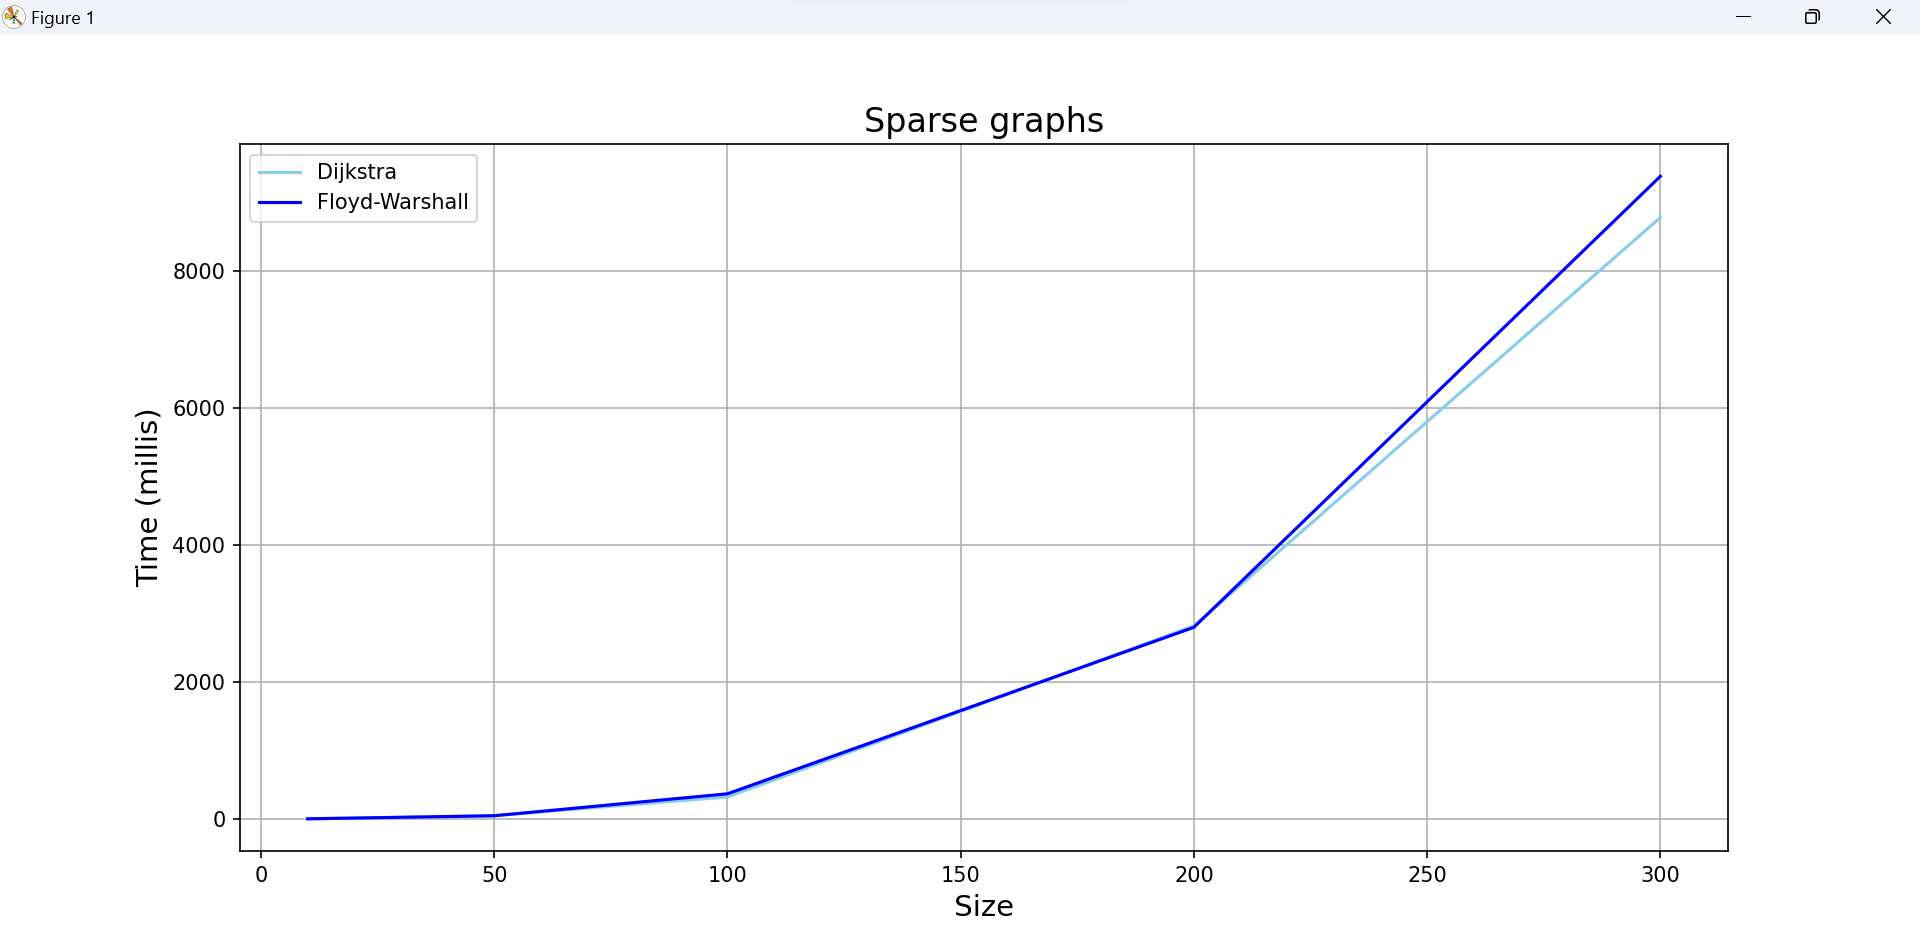 Figure 1
Sparse graphs
Dijkstra
Floyd-Warshall
Time (millis)
8000
6000
4000
2000
0
0 50 100 150 200 250 300
Size